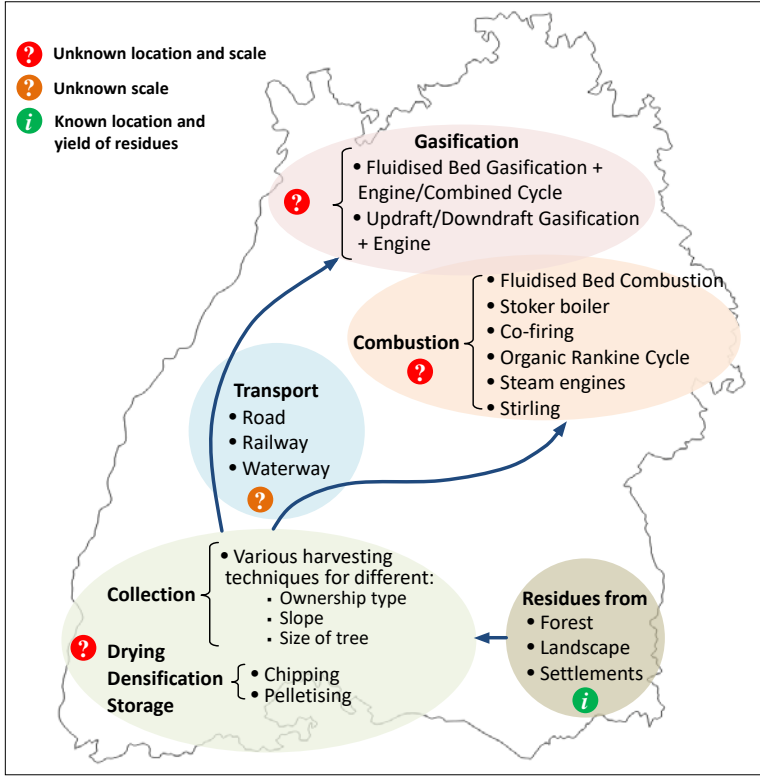 ? Unknown location and scale
? Unknown scale
i Known location and
yield of residues
Gasification
• Fluidised Bed Gasification +
Engine/Combined Cycle
• Updraft/Downdraft Gasification
+ Engine
?
• Fluidised Bed Combustion
• Stoker boiler
• Co-firing
Combustion
• Organic Rankine Cycle
?
• Steam engines
• Stirling
Transport
• Road
• Railway
• Waterway
?
• Various harvesting
techniques for different:
Collection
▪ Ownership type
▪ Slope
▪ Size of tree
? Drying
Densification
Storage
• Chipping
• Pelletising
Residues from
• Forest
• Landscape
• Settlements
i